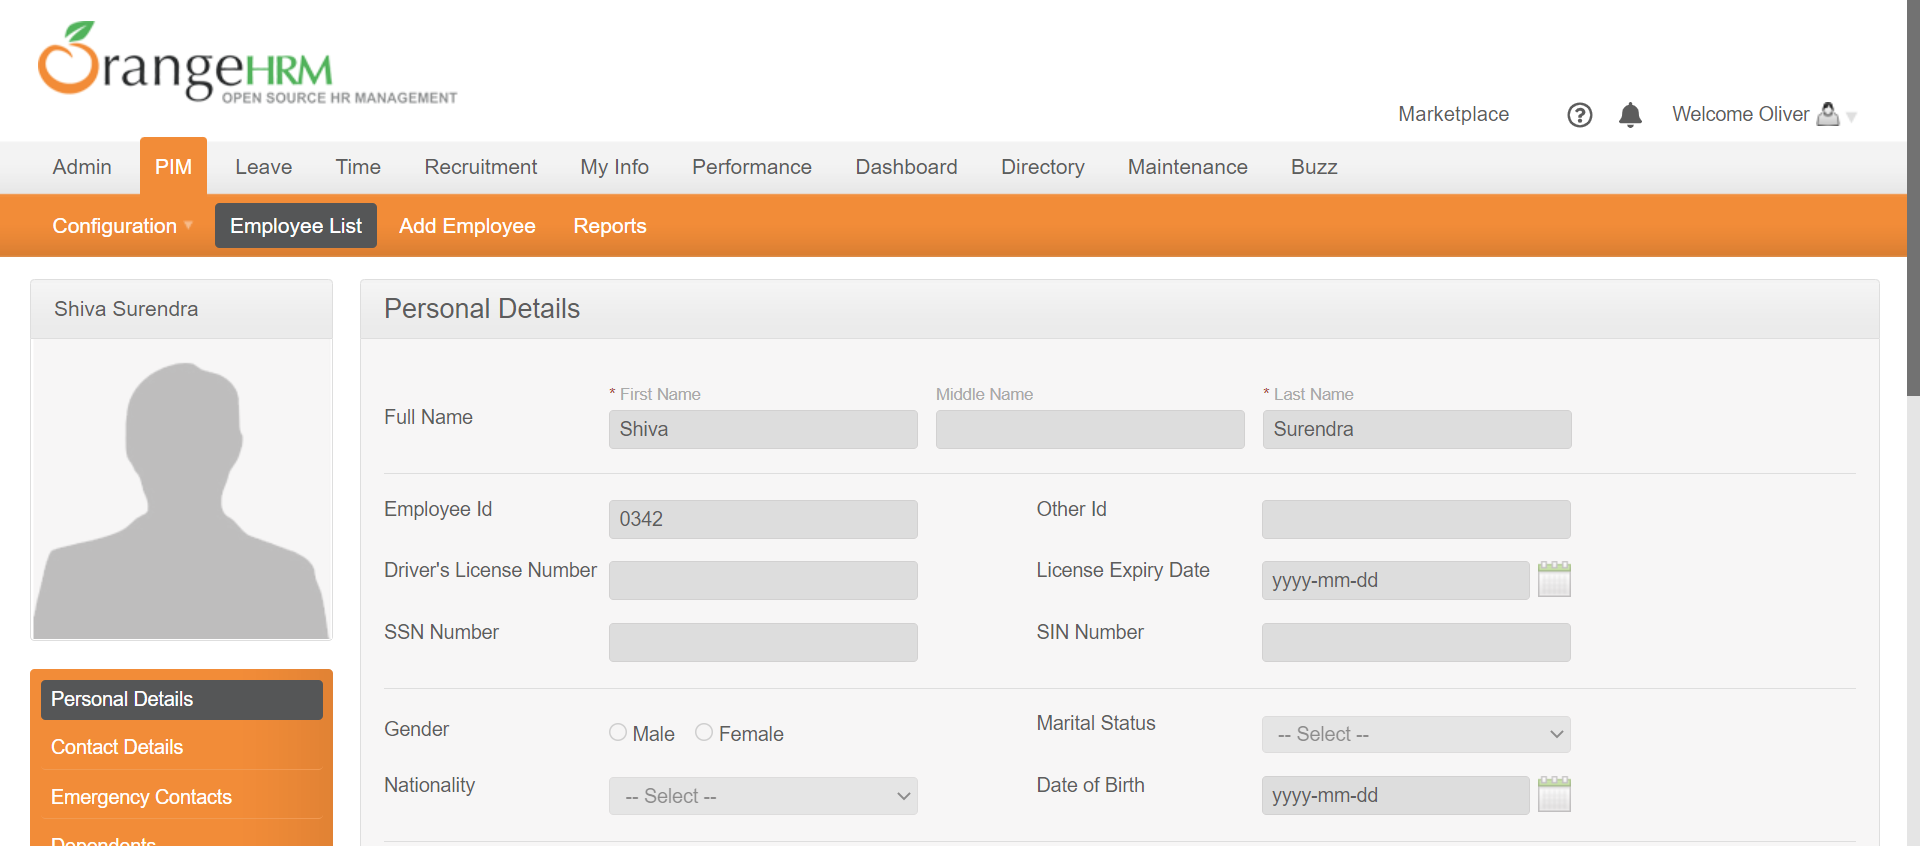 OrangeHRM
OPEN SOURCE HR MANAGEMENT
Marketplace
Welcome Oliver
Admin PIM Leave Time Recruitment My Info Performance Dashboard Directory Maintenance Buzz
Configuration Employee List Add Employee Reports
Shiva Surendra
Personal Details
* First Name Middle Name * Last Name
Full Name Shiva Surendra
Employee Id 0342 Other Id
Driver's License Number License Expiry Date yyyy-mm-dd
SSN Number SIN Number
Gender Male Female Marital Status -- Select --
Nationality -- Select -- Date of Birth yyyy-mm-dd
Personal Details
Contact Details
Emergency Contacts
Dependents